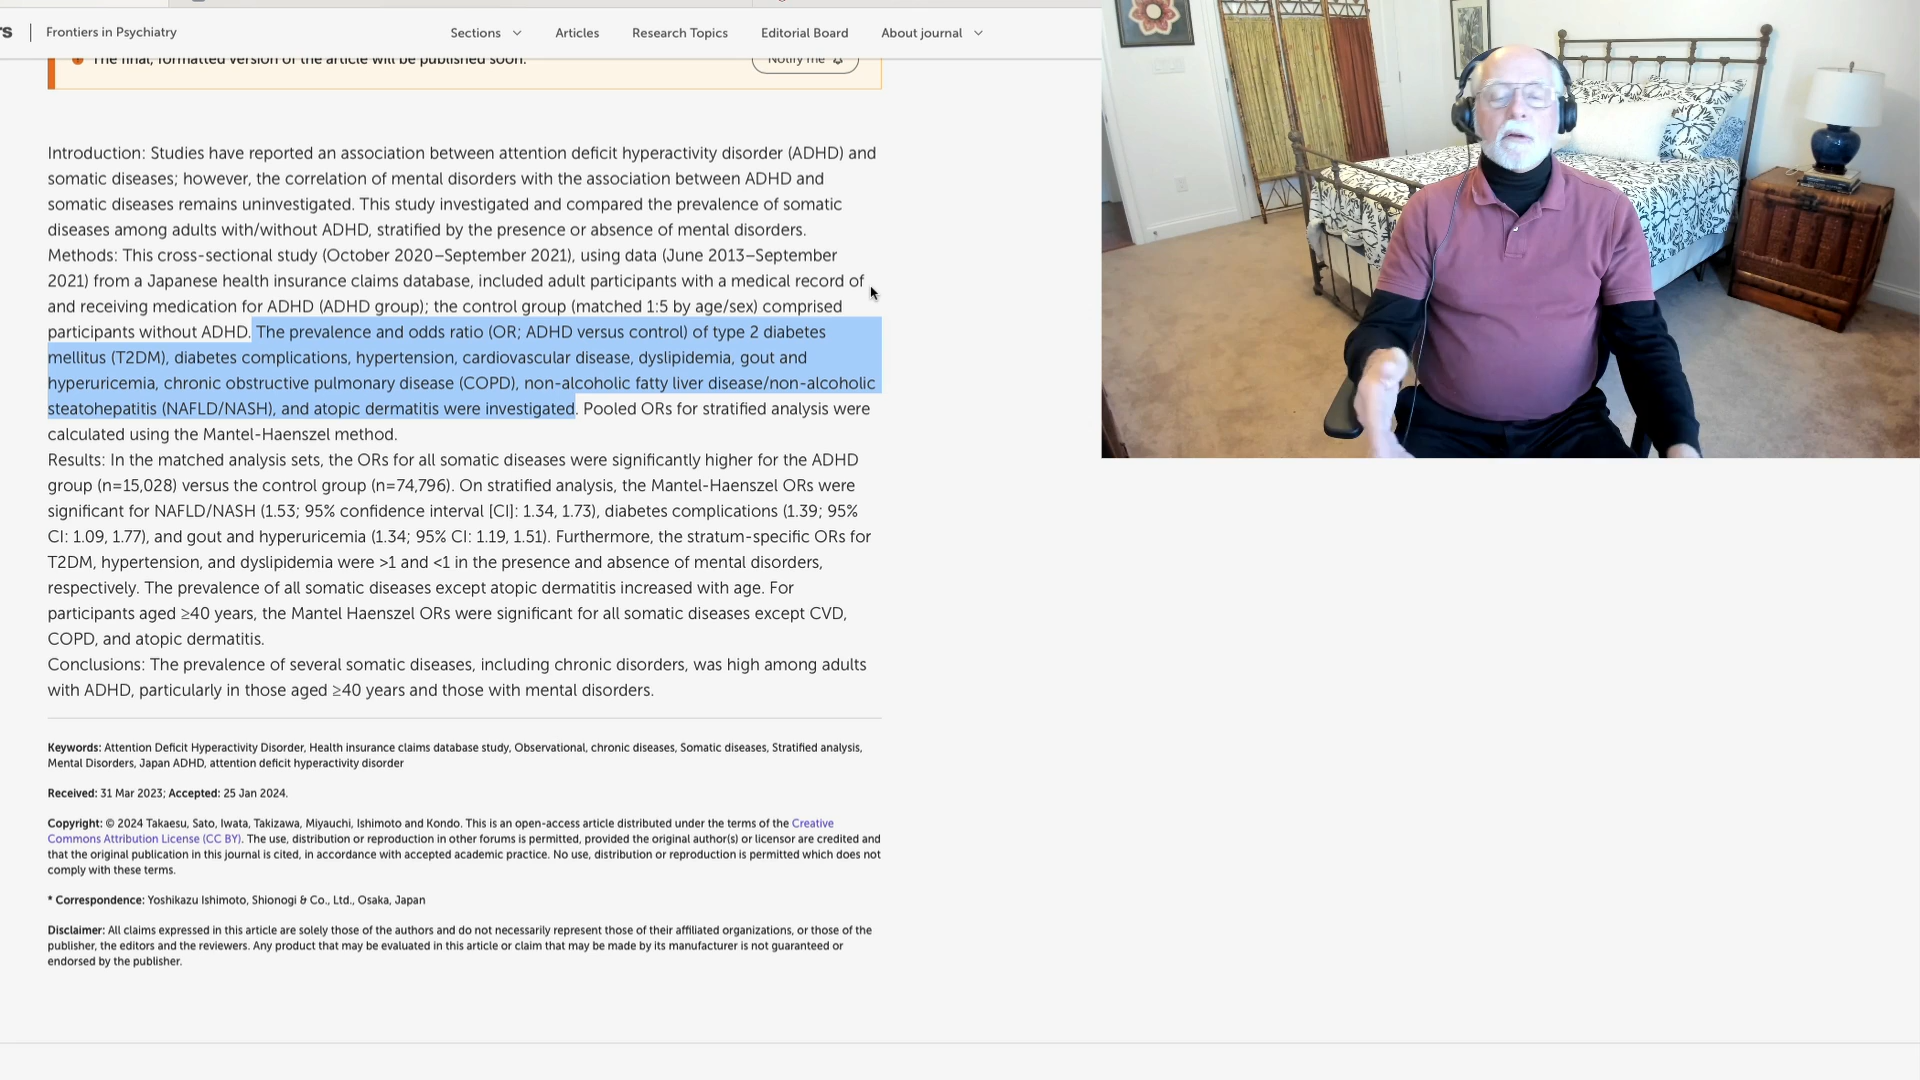 Frontiers in Psychiatry
Sections
Articles
Research Topics
Editorial Board
About journal
The final, formatted version of the article will be published soon.
Notify me
Introduction: Studies have reported an association between attention deficit hyperactivity disorder (ADHD) and
somatic diseases; however, the correlation of mental disorders with the association between ADHD and
somatic diseases remains uninvestigated. This study investigated and compared the prevalence of somatic
diseases among adults with/without ADHD, stratified by the presence or absence of mental disorders.
Methods: This cross-sectional study (October 2020–September 2021), using data (June 2013–September
2021) from a Japanese health insurance claims database, included adult participants with a medical record of
and receiving medication for ADHD (ADHD group); the control group (matched 1:5 by age/sex) comprised
participants without ADHD. The prevalence and odds ratio (OR; ADHD versus control) of type 2 diabetes
mellitus (T2DM), diabetes complications, hypertension, cardiovascular disease, dyslipidemia, gout and
hyperuricemia, chronic obstructive pulmonary disease (COPD), non-alcoholic fatty liver disease/non-alcoholic
steatohepatitis (NAFLD/NASH), and atopic dermatitis were investigated. Pooled ORs for stratified analysis were
calculated using the Mantel-Haenszel method.
Results: In the matched analysis sets, the ORs for all somatic diseases were significantly higher for the ADHD
group (n=15,028) versus the control group (n=74,796). On stratified analysis, the Mantel-Haenszel ORs were
significant for NAFLD/NASH (1.53; 95% confidence interval [CI]: 1.34, 1.73), diabetes complications (1.39; 95%
CI: 1.09, 1.77), and gout and hyperuricemia (1.34; 95% CI: 1.19, 1.51). Furthermore, the stratum-specific ORs for
T2DM, hypertension, and dyslipidemia were >1 and <1 in the presence and absence of mental disorders,
respectively. The prevalence of all somatic diseases except atopic dermatitis increased with age. For
participants aged ≥40 years, the Mantel Haenszel ORs were significant for all somatic diseases except CVD,
COPD, and atopic dermatitis.
Conclusions: The prevalence of several somatic diseases, including chronic disorders, was high among adults
with ADHD, particularly in those aged ≥40 years and those with mental disorders.
Keywords: Attention Deficit Hyperactivity Disorder, Health insurance claims database study, Observational, chronic diseases, Somatic diseases, Stratified analysis,
Mental Disorders, Japan ADHD, attention deficit hyperactivity disorder
Received: 31 Mar 2023; Accepted: 25 Jan 2024.
Copyright: © 2024 Takaesu, Sato, Iwata, Takizawa, Miyauchi, Ishimoto and Kondo. This is an open-access article distributed under the terms of the Creative
Commons Attribution License (CC BY). The use, distribution or reproduction in other forums is permitted, provided the original author(s) or licensor are credited and
that the original publication in this journal is cited, in accordance with accepted academic practice. No use, distribution or reproduction is permitted which does not
comply with these terms.
* Correspondence: Yoshikazu Ishimoto, Shionogi & Co., Ltd., Osaka, Japan
Disclaimer: All claims expressed in this article are solely those of the authors and do not necessarily represent those of their affiliated organizations, or those of the
publisher, the editors and the reviewers. Any product that may be evaluated in this article or claim that may be made by its manufacturer is not guaranteed or
endorsed by the publisher.